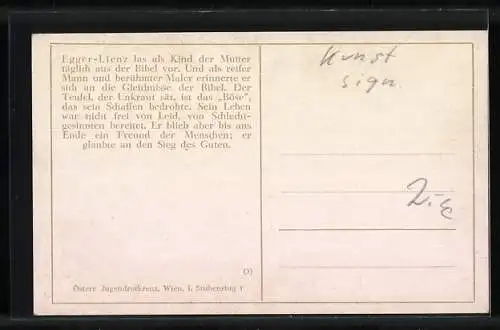 Egger-Lienz las als Kind der Mutter
täglich aus der Bibel vor. Und als reifer
Mann und berühmter Maler erinnerte er
sich an die Gleichnisse der Bibel. Der
Teufel, der Unkraut sät, ist das „Böse",
das sein Schaffen bedrohte. Sein Leben
war nicht frei von Leid, von Schlecht-
gesinnten bereitet. Er blieb aber bis ans
Ende ein Freund der Menschen; er
glaubte an den Sieg des Guten.
Kunst
sign.
2.-€
Österr. Jugendrotkreuz, Wien, I. Stubenring 1